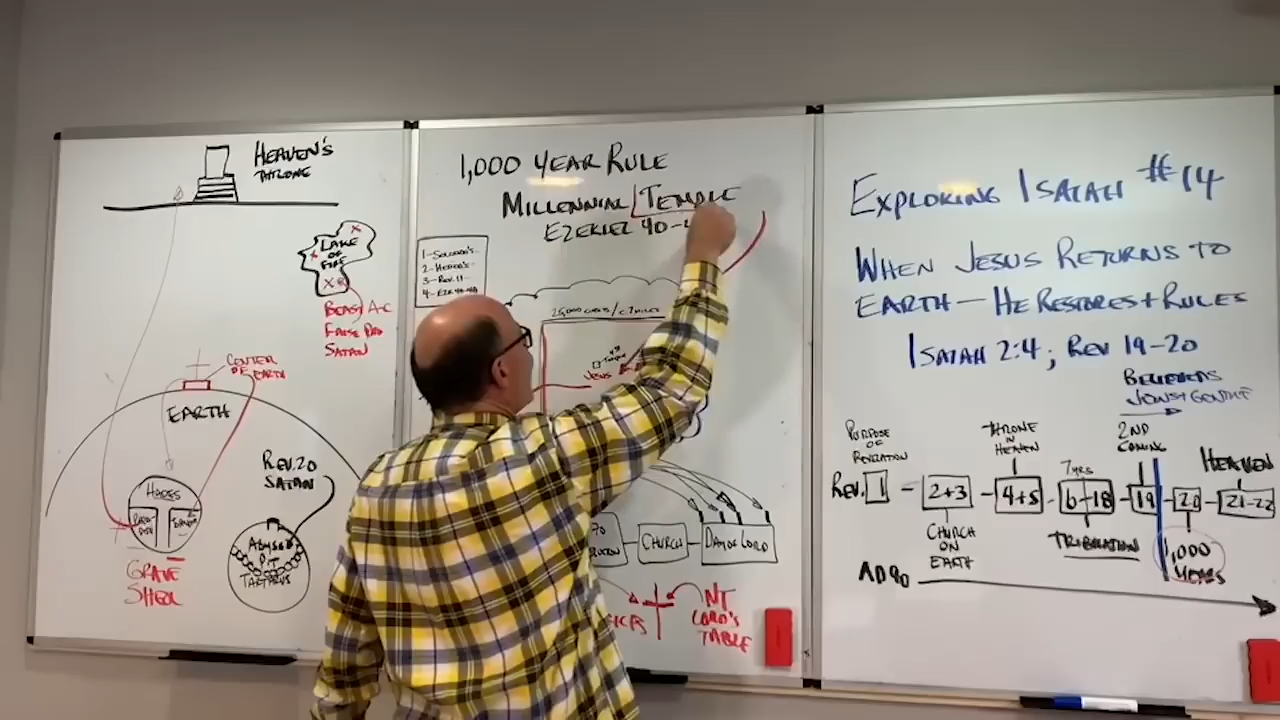 HEAVEN'S
THRONE
LAKE
OF
FIRE
BEAST A-C
FALSE PRO
SATAN
CENTER
OF EARTH
EARTH
REV. 20
SATAN
HADES
GRAVE
SHEOL
ABYSS
PIT
TARTARUS
1,000 YEAR RULE
MILLENNIAL TEMPLE
EZEKIEL 40-4
1-SOLOMON'S-
2-HEROD'S-
3-REV. 11-
4-EZE 40-48
JESUS
CHURCH
DAY OF LORD
NT
LORD'S
TABLE
EXPLORING ISAIAH #14
WHEN JESUS RETURNS TO
EARTH - HE RESTORES + RULES
ISAIAH 2:4; REV 19-20
BELIEVERS
PURPOSE
OF
REVELATION
THRONE
IN
HEAVEN
7 YRS
2ND
COMING
HEAVEN
REV. 1 - 2+3 - 4+5 - 6-18 - 19 - 20 - 21-22
CHURCH
ON
EARTH
TRIBULATION
1,000
YEARS
AD 90